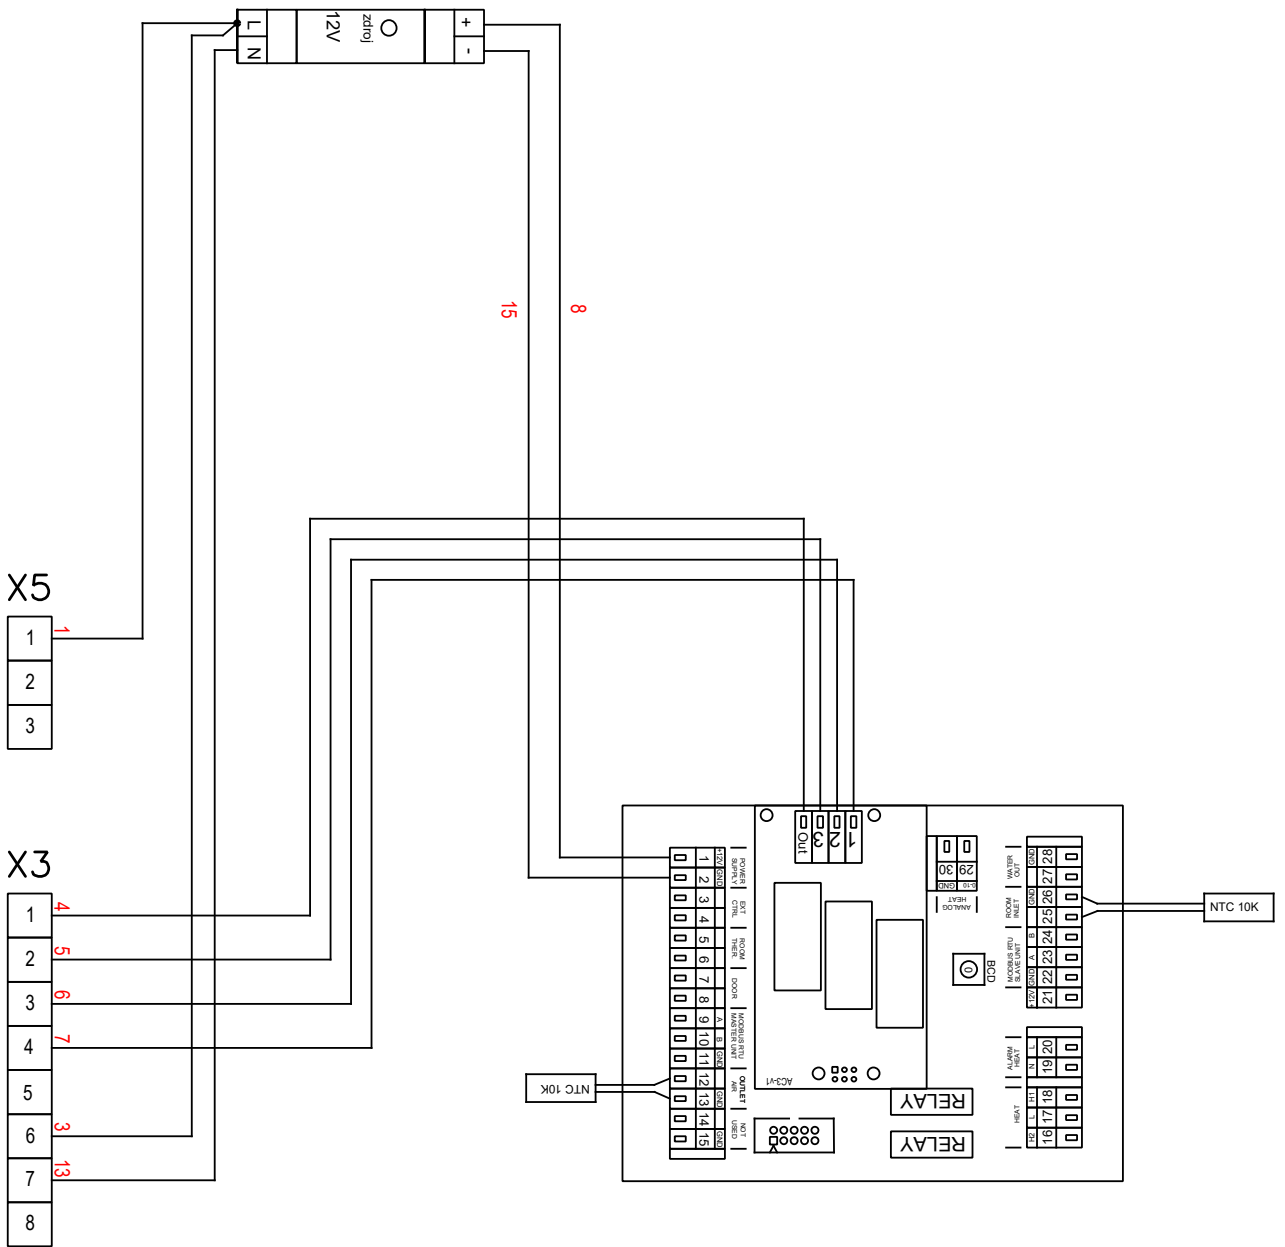 L
N
12V
zdroj
+
-
15
8
X5
1
2
3
1
X3
1
2
3
4
5
6
7
8
4
5
6
7
3
13
Out
3
2
1
1
2
3
4
5
6
7
8
9
10
11
12
13
14
15
+12V
GND
A
B
GND
GND
GND
POWER
SUPPLY
EXT
CTRL
ROOM
THER.
DOOR
MODBUS RTU
MASTER UNIT
OUTLET
AIR
NOT
USED
30
29
GND
0-10
ANALOG
HEAT
BCD
0
AC3-v1
RELAY
RELAY
WATER
OUT
ROOM
INLET
MODBUS RTU
SLAVE UNIT
ALARM
HEAT
HEAT
GND
GND
B
A
GND
+12V
L
N
H1
L
H2
28
27
26
25
24
23
22
21
20
19
18
17
16
NTC 10K
NTC 10K